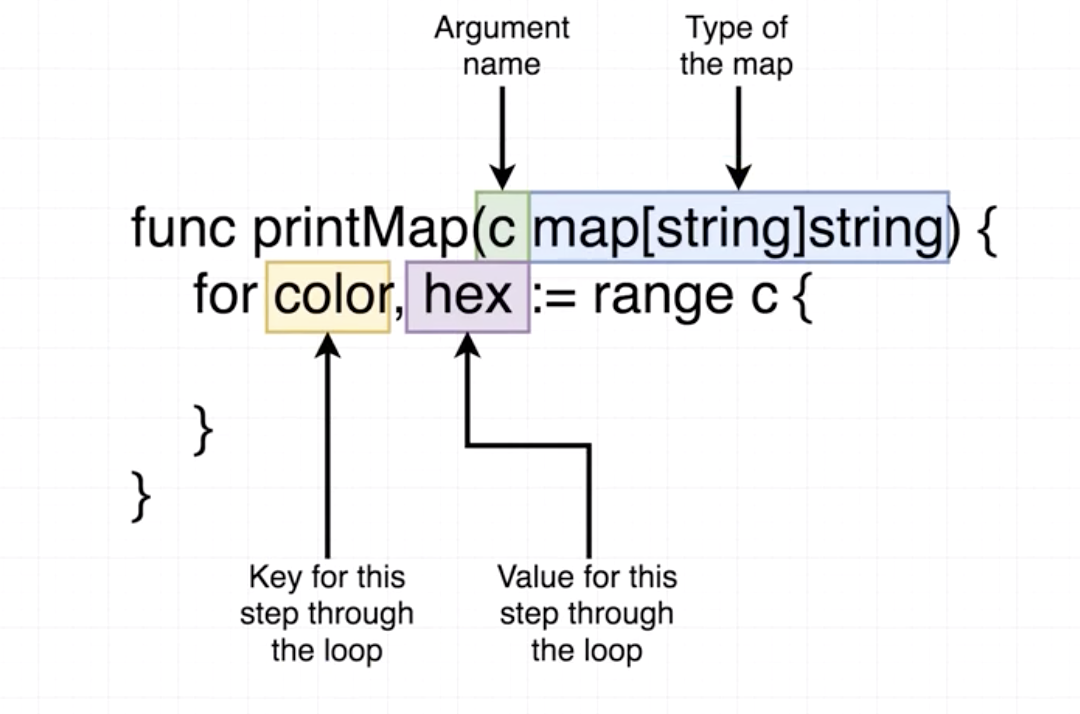 Argument
name
Type of
the map
func printMap(c map[string]string) {
for color, hex := range c {
}
}
Key for this
step through
the loop
Value for this
step through
the loop